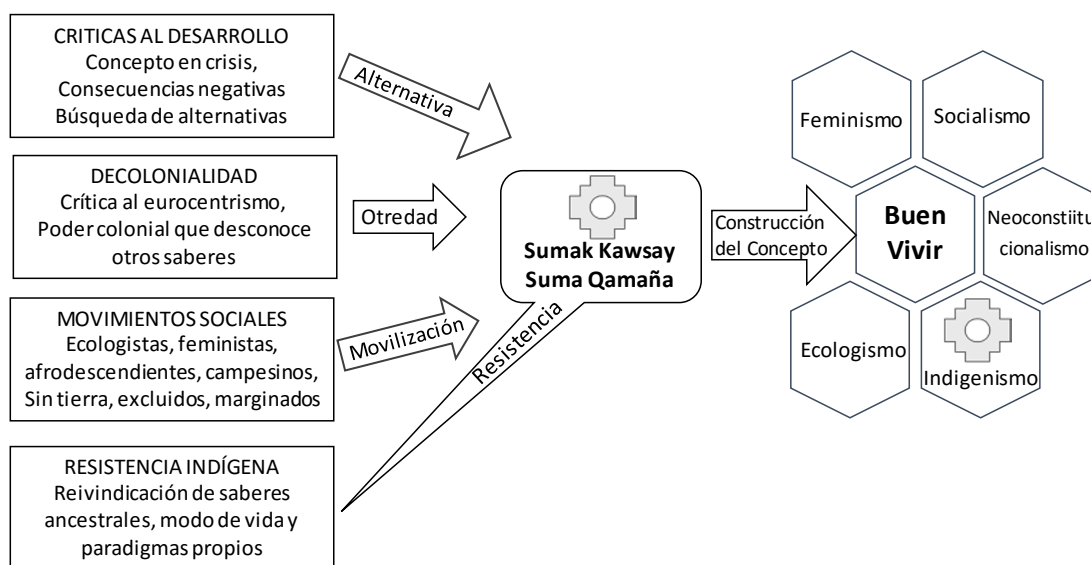 CRITICAS AL DESARROLLO
Concepto en crisis,
Consecuencias negativas
Búsqueda de alternativas
Alternativa
DECOLONIALIDAD
Crítica al eurocentrismo,
Poder colonial que desconoce
otros saberes
Otredad
MOVIMIENTOS SOCIALES
Ecologistas, feministas,
afrodescendientes, campesinos,
Sin tierra, excluidos, marginados
Movilización
RESISTENCIA INDÍGENA
Reivindicación de saberes
ancestrales, modo de vida y
paradigmas propios
Resistencia
Sumak Kawsay
Suma Qamaña
Construcción
del Concepto
Feminismo
Socialismo
Buen
Vivir
Neoconstiitu
cionalismo
Ecologismo
Indigenismo